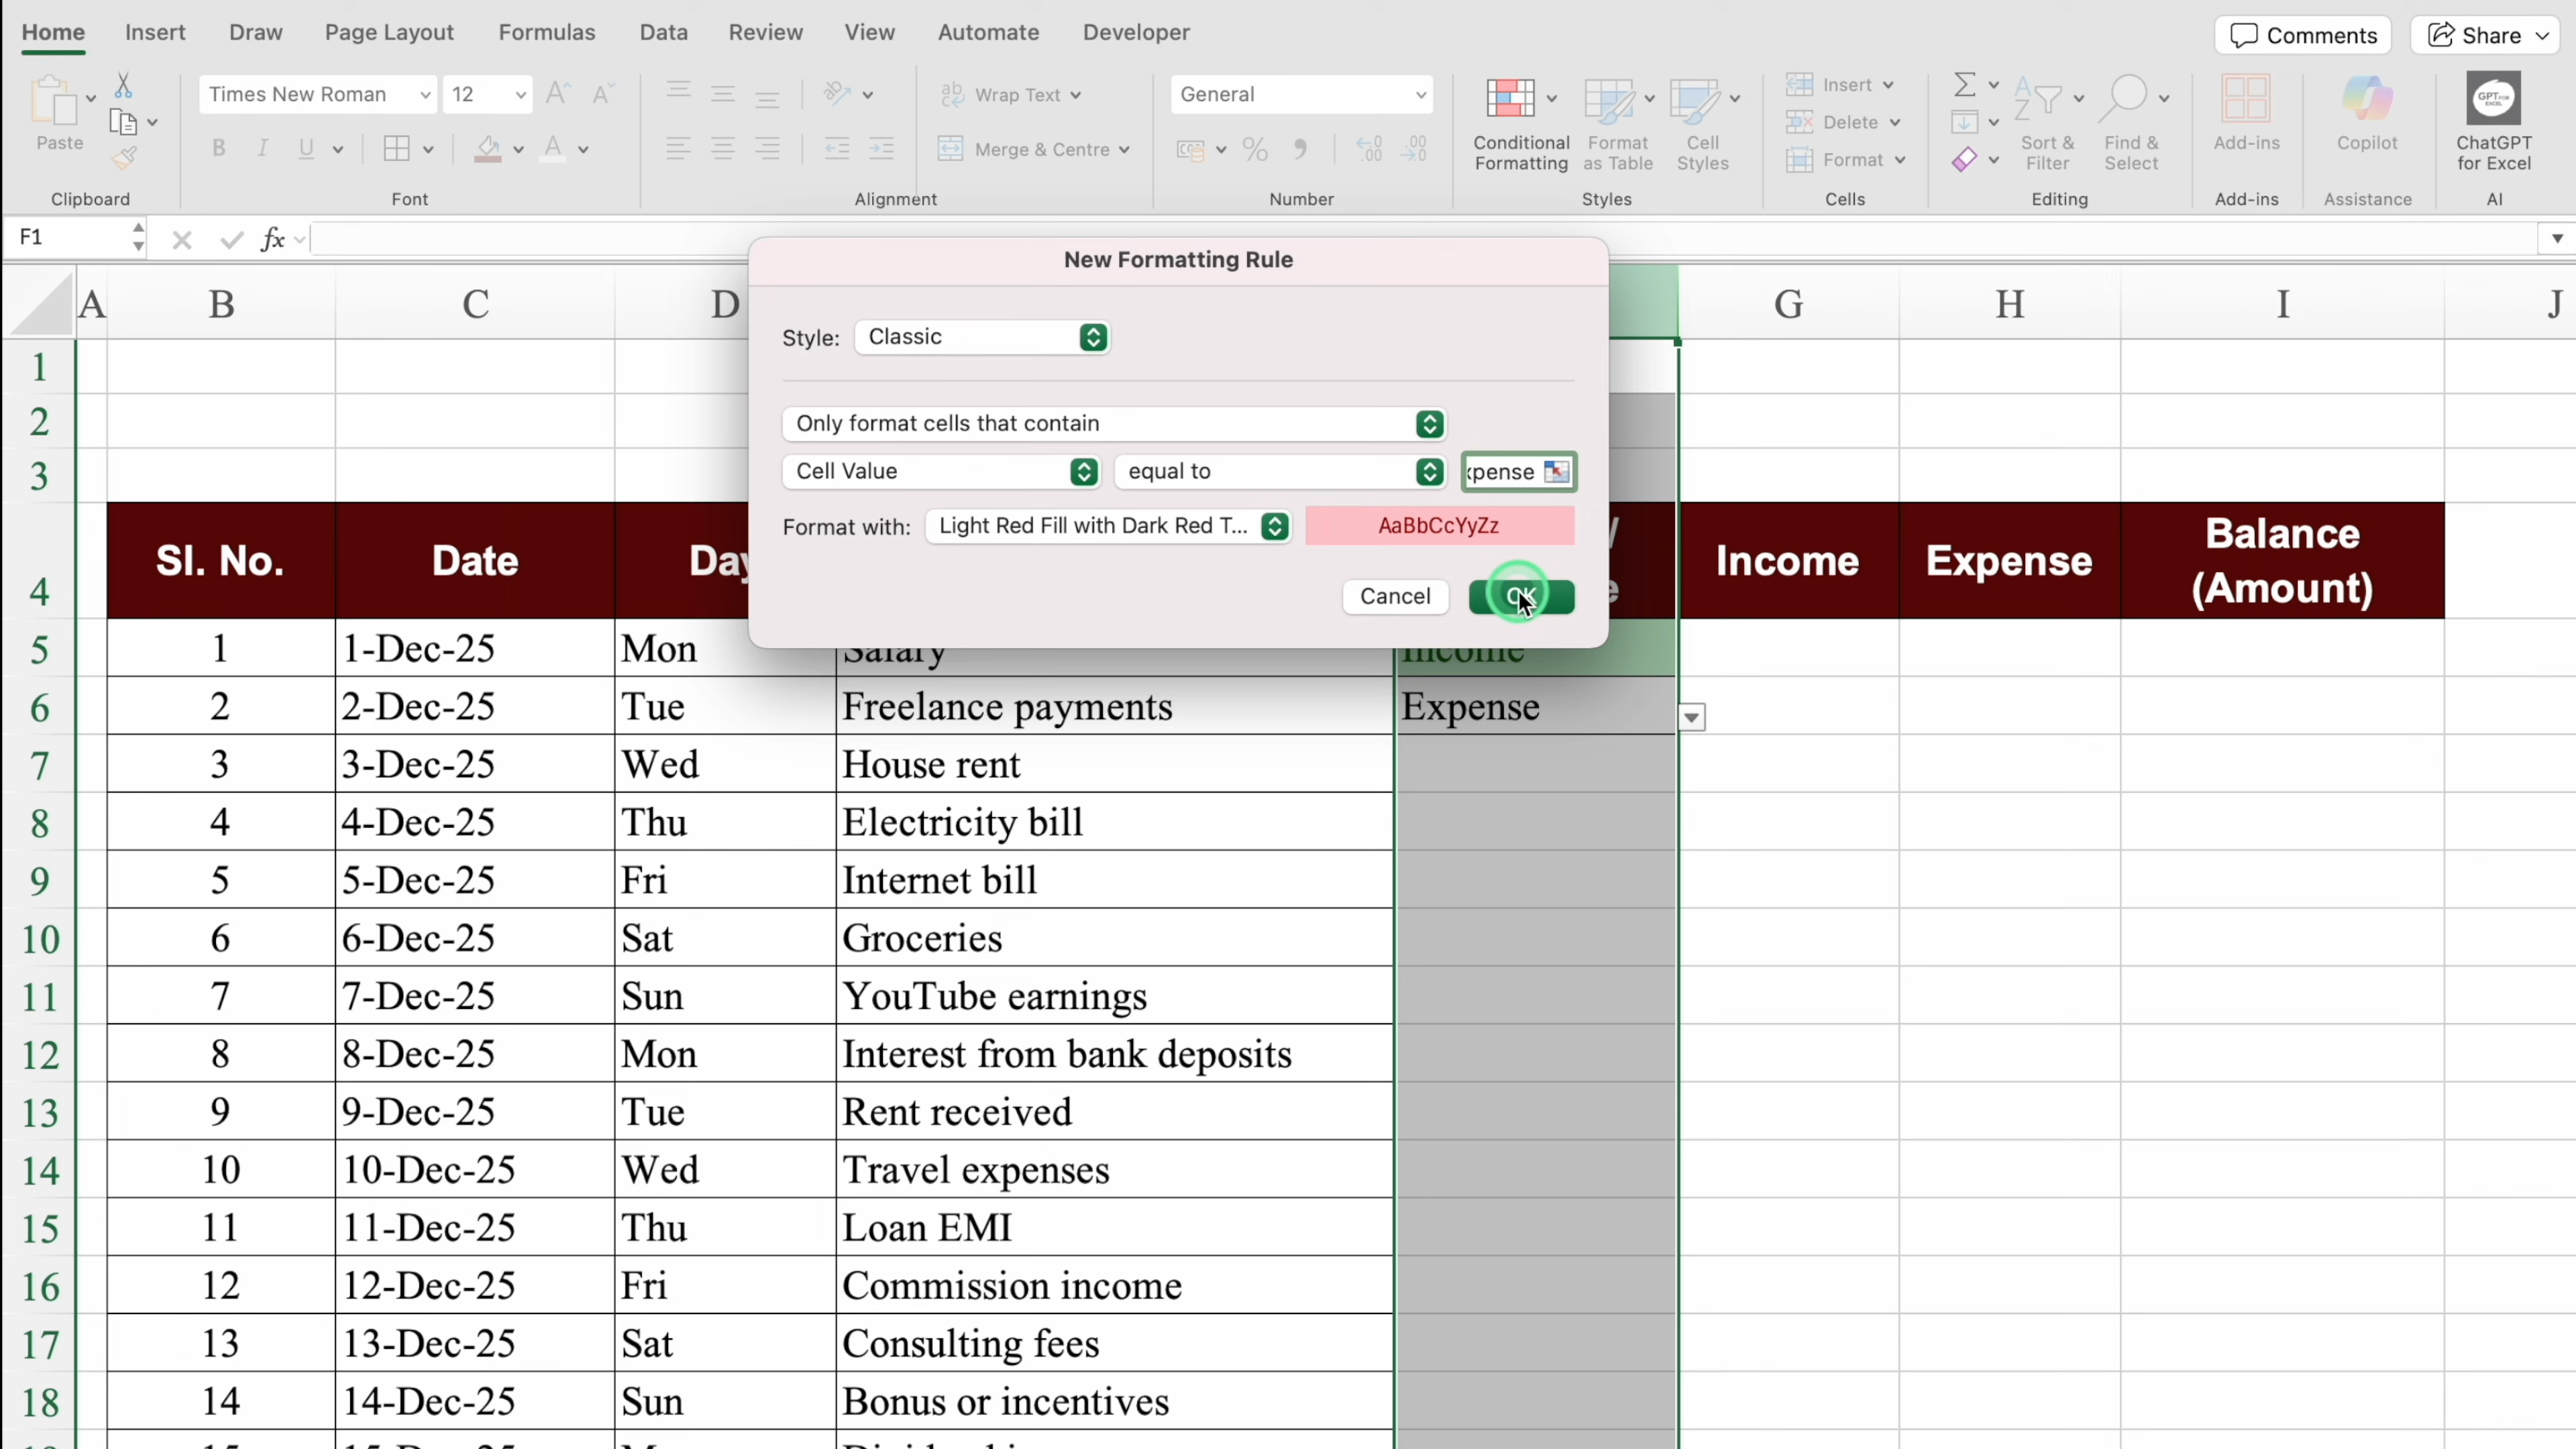 Home Insert Draw Page Layout Formulas Data Review View Automate Developer Comments Share
Paste
Clipboard
Times New Roman 12
B I U A
Font
Wrap Text
Merge & Centre
Alignment
General
% .00 .00
Number
Conditional Formatting
Format as Table
Cell Styles
Styles
Insert
Delete
Format
Cells
Sort & Filter
Find & Select
Editing
Add-ins
Add-ins
Copilot
Assistance
ChatGPT for Excel
AI
F1 fx
New Formatting Rule
Style: Classic
Only format cells that contain
Cell Value equal to xpense
Format with: Light Red Fill with Dark Red T... AaBbCcYyZz
Cancel OK
A B C D G H I J
1
2
3
4 Sl. No. Date Day Income Expense Balance (Amount)
5 1 1-Dec-25 Mon Salary Income
6 2 2-Dec-25 Tue Freelance payments Expense
7 3 3-Dec-25 Wed House rent
8 4 4-Dec-25 Thu Electricity bill
9 5 5-Dec-25 Fri Internet bill
10 6 6-Dec-25 Sat Groceries
11 7 7-Dec-25 Sun YouTube earnings
12 8 8-Dec-25 Mon Interest from bank deposits
13 9 9-Dec-25 Tue Rent received
14 10 10-Dec-25 Wed Travel expenses
15 11 11-Dec-25 Thu Loan EMI
16 12 12-Dec-25 Fri Commission income
17 13 13-Dec-25 Sat Consulting fees
18 14 14-Dec-25 Sun Bonus or incentives